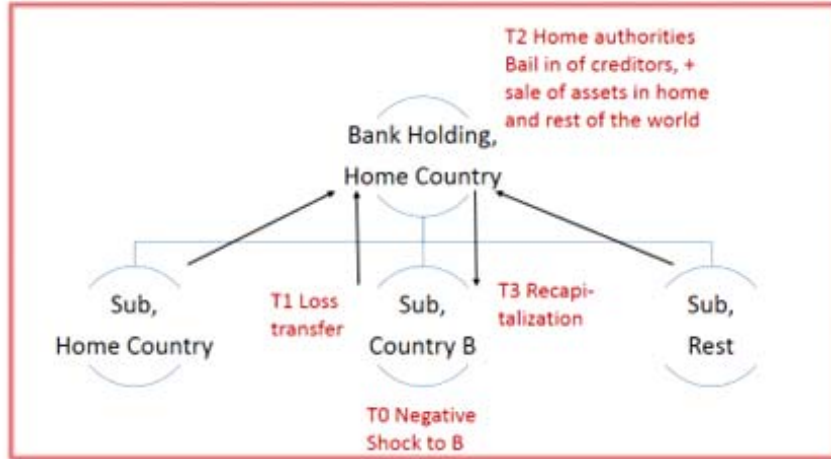 T2 Home authorities
Bail in of creditors, +
sale of assets in home
and rest of the world
Bank Holding,
Home Country
T1 Loss
transfer
T3 Recapi-
talization
Sub,
Home Country
Sub,
Country B
Sub,
Rest
T0 Negative
Shock to B